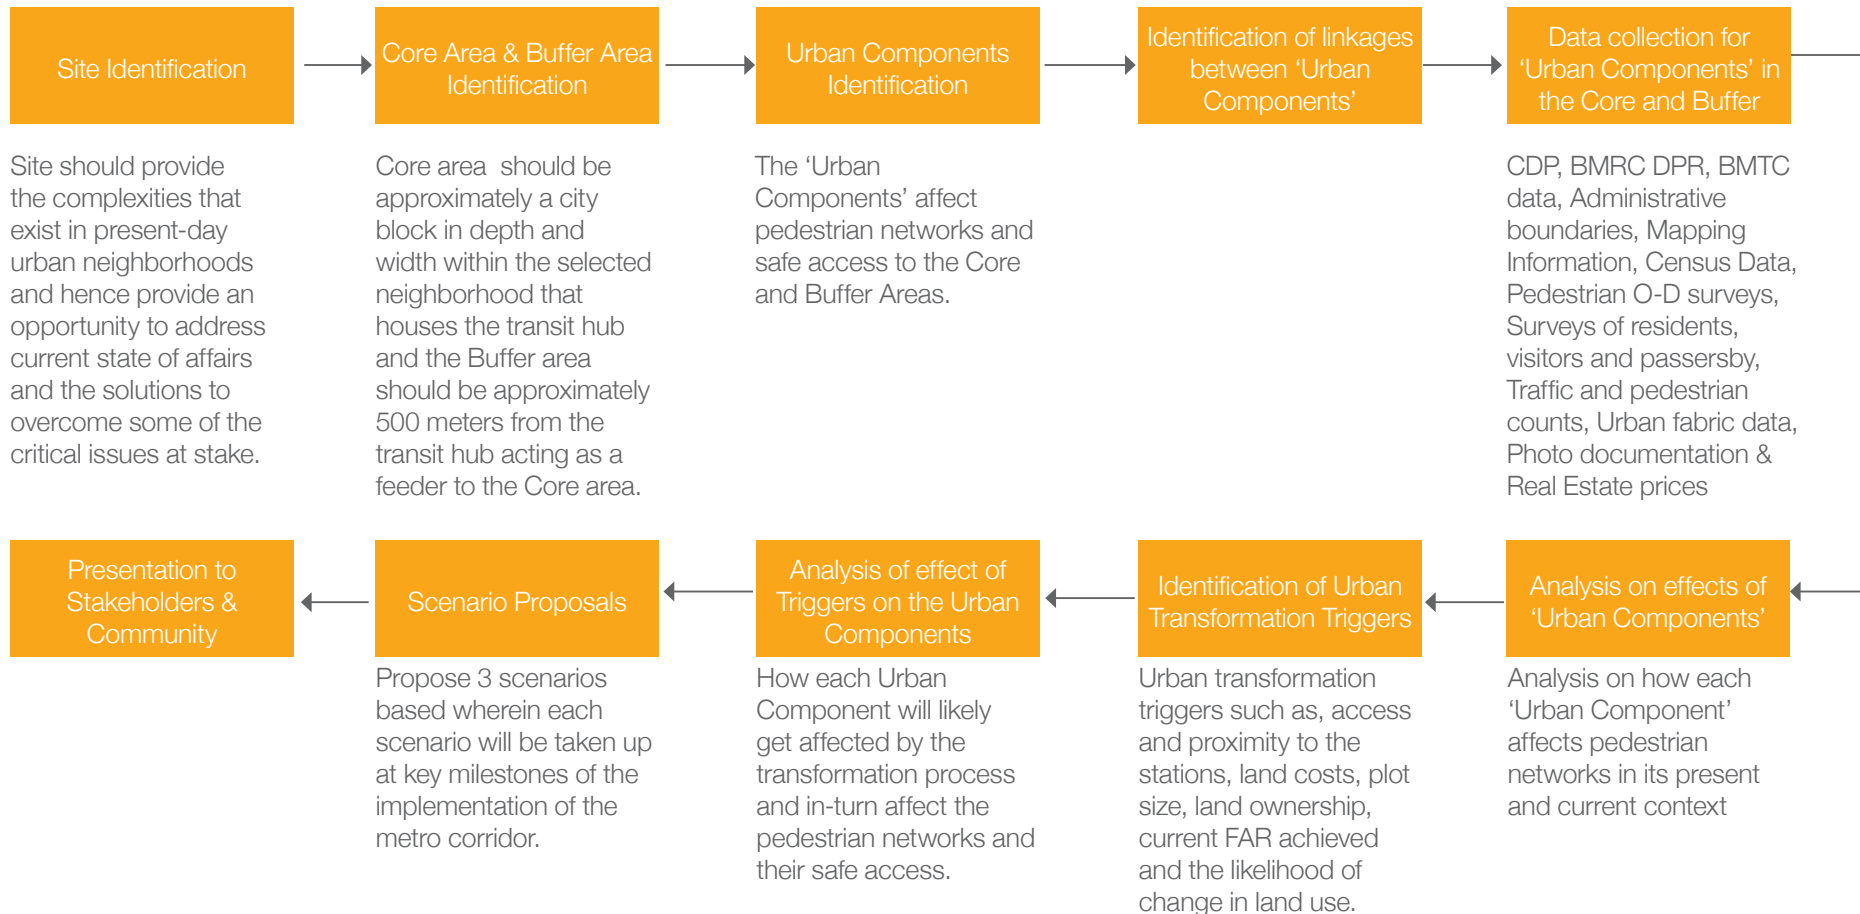 Site Identification
Core Area & Buffer Area
Identification
Urban Components
Identification
Identification of linkages
between ‘Urban
Components’
Data collection for
‘Urban Components’ in
the Core and Buffer
Site should provide
the complexities that
exist in present-day
urban neighborhoods
and hence provide an
opportunity to address
current state of affairs
and the solutions to
overcome some of the
critical issues at stake.
Core area should be
approximately a city
block in depth and
width within the selected
neighborhood that
houses the transit hub
and the Buffer area
should be approximately
500 meters from the
transit hub acting as a
feeder to the Core area.
The ‘Urban
Components’ affect
pedestrian networks and
safe access to the Core
and Buffer Areas.
CDP, BMRC DPR, BMTC
data, Administrative
boundaries, Mapping
Information, Census Data,
Pedestrian O-D surveys,
Surveys of residents,
visitors and passersby,
Traffic and pedestrian
counts, Urban fabric data,
Photo documentation &
Real Estate prices
Presentation to
Stakeholders &
Community
Scenario Proposals
Analysis of effect of
Triggers on the Urban
Components
Identification of Urban
Transformation Triggers
Analysis on effects of
‘Urban Components’
Propose 3 scenarios
based wherein each
scenario will be taken up
at key milestones of the
implementation of the
metro corridor.
How each Urban
Component will likely
get affected by the
transformation process
and in-turn affect the
pedestrian networks and
their safe access.
Urban transformation
triggers such as, access
and proximity to the
stations, land costs, plot
size, land ownership,
current FAR achieved
and the likelihood of
change in land use.
Analysis on how each
‘Urban Component’
affects pedestrian
networks in its present
and current context